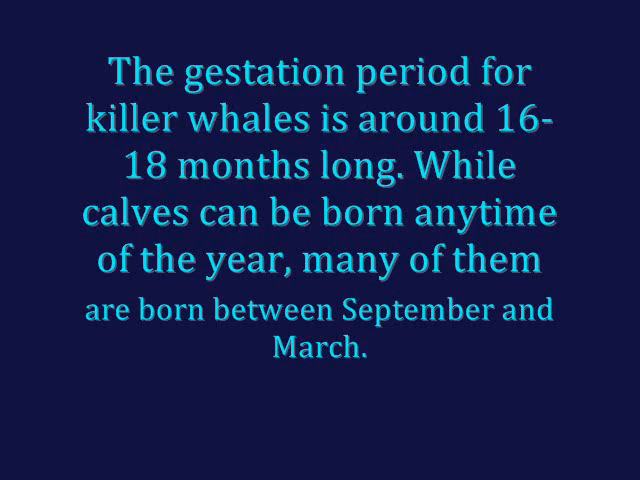 The gestation period for
killer whales is around 16-
18 months long. While
calves can be born anytime
of the year, many of them
are born between September and
March.